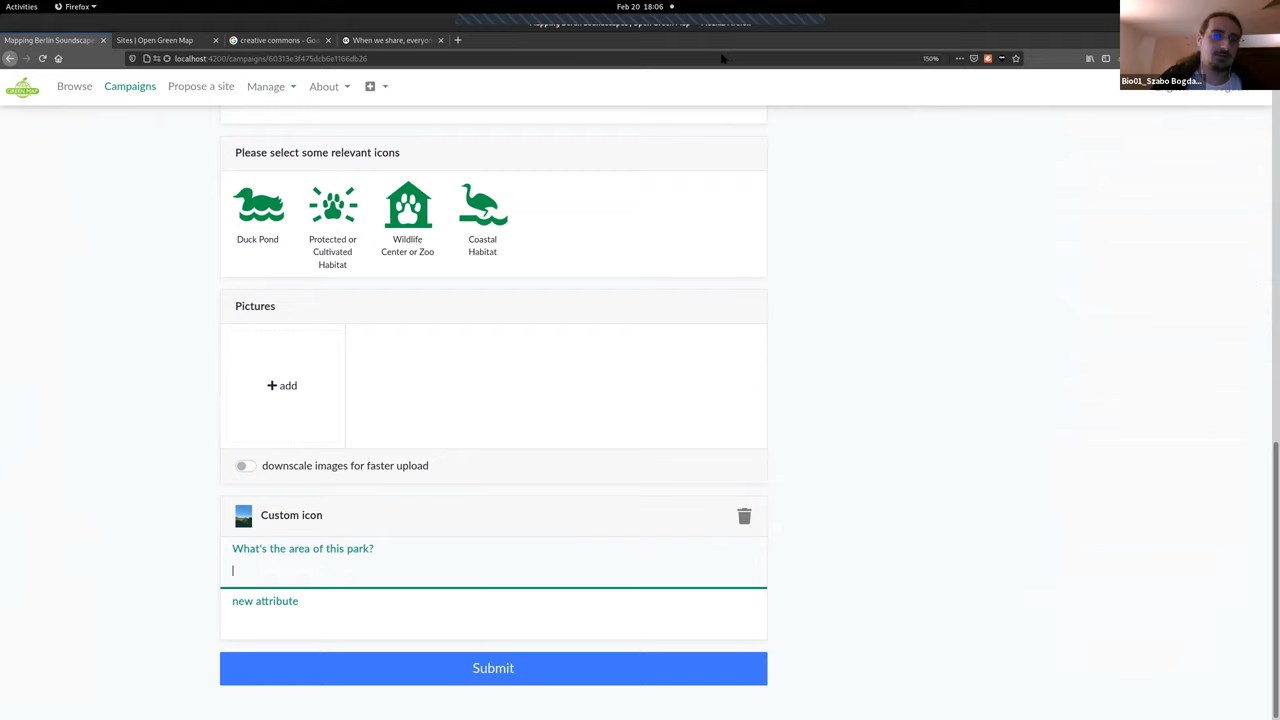 Activities Firefox Feb 20 18:06
Mapping Berlin Soundscape Sites | Open Green Map creative commons - Goo When we share, everyon
localhost:4200/campaigns/60313e3f475dcb6e1166db26 150%
Bio01_Szabo Bogda...
GREEN MAP Browse Campaigns Propose a site Manage About
Please select some relevant icons
Duck Pond
Protected or
Cultivated
Habitat
Wildlife
Center or Zoo
Coastal
Habitat
Pictures
+ add
downscale images for faster upload
Custom icon
What's the area of this park?
new attribute
Submit